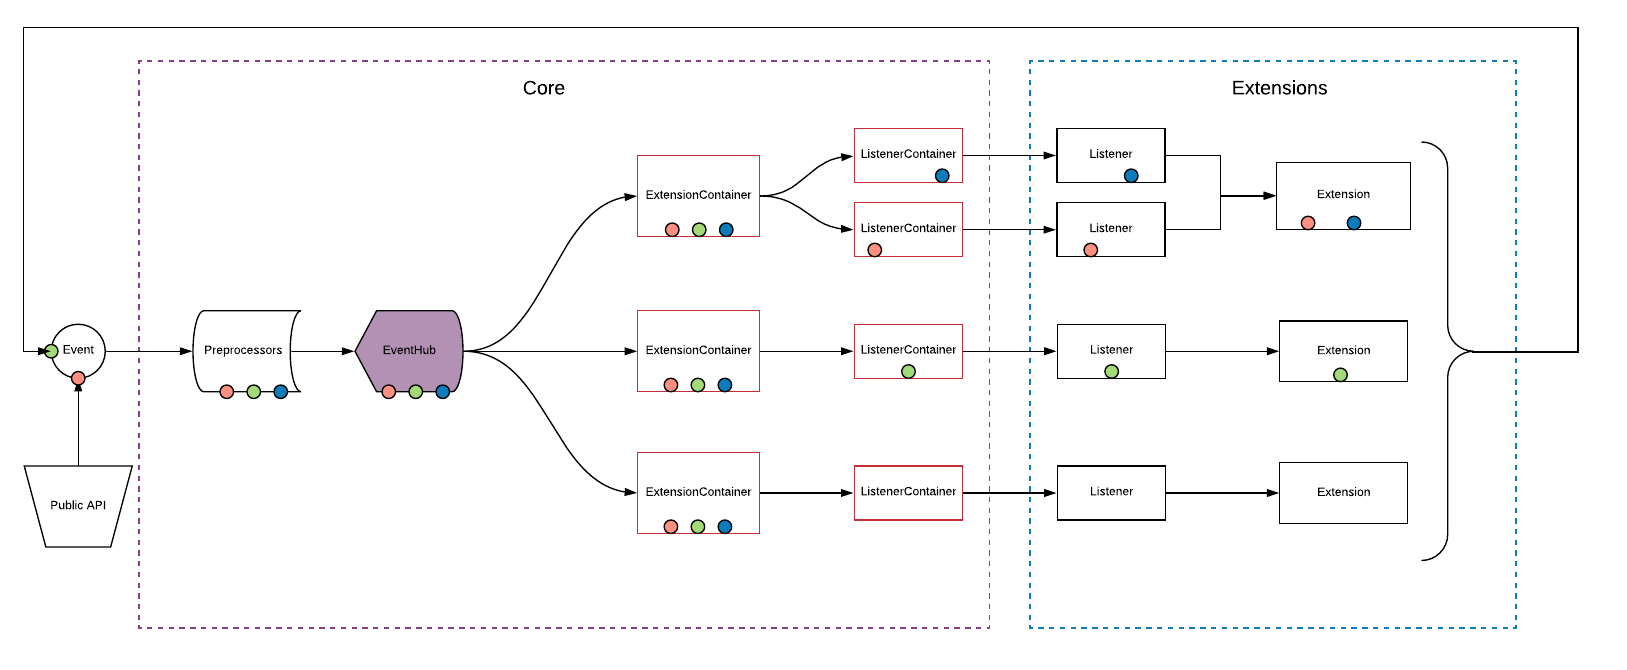 Core
Extensions
ExtensionContainer
ListenerContainer
Listener
ListenerContainer
Listener
Extension
Event
Preprocessors
EventHub
ExtensionContainer
ListenerContainer
Listener
Extension
Public API
ExtensionContainer
ListenerContainer
Listener
Extension